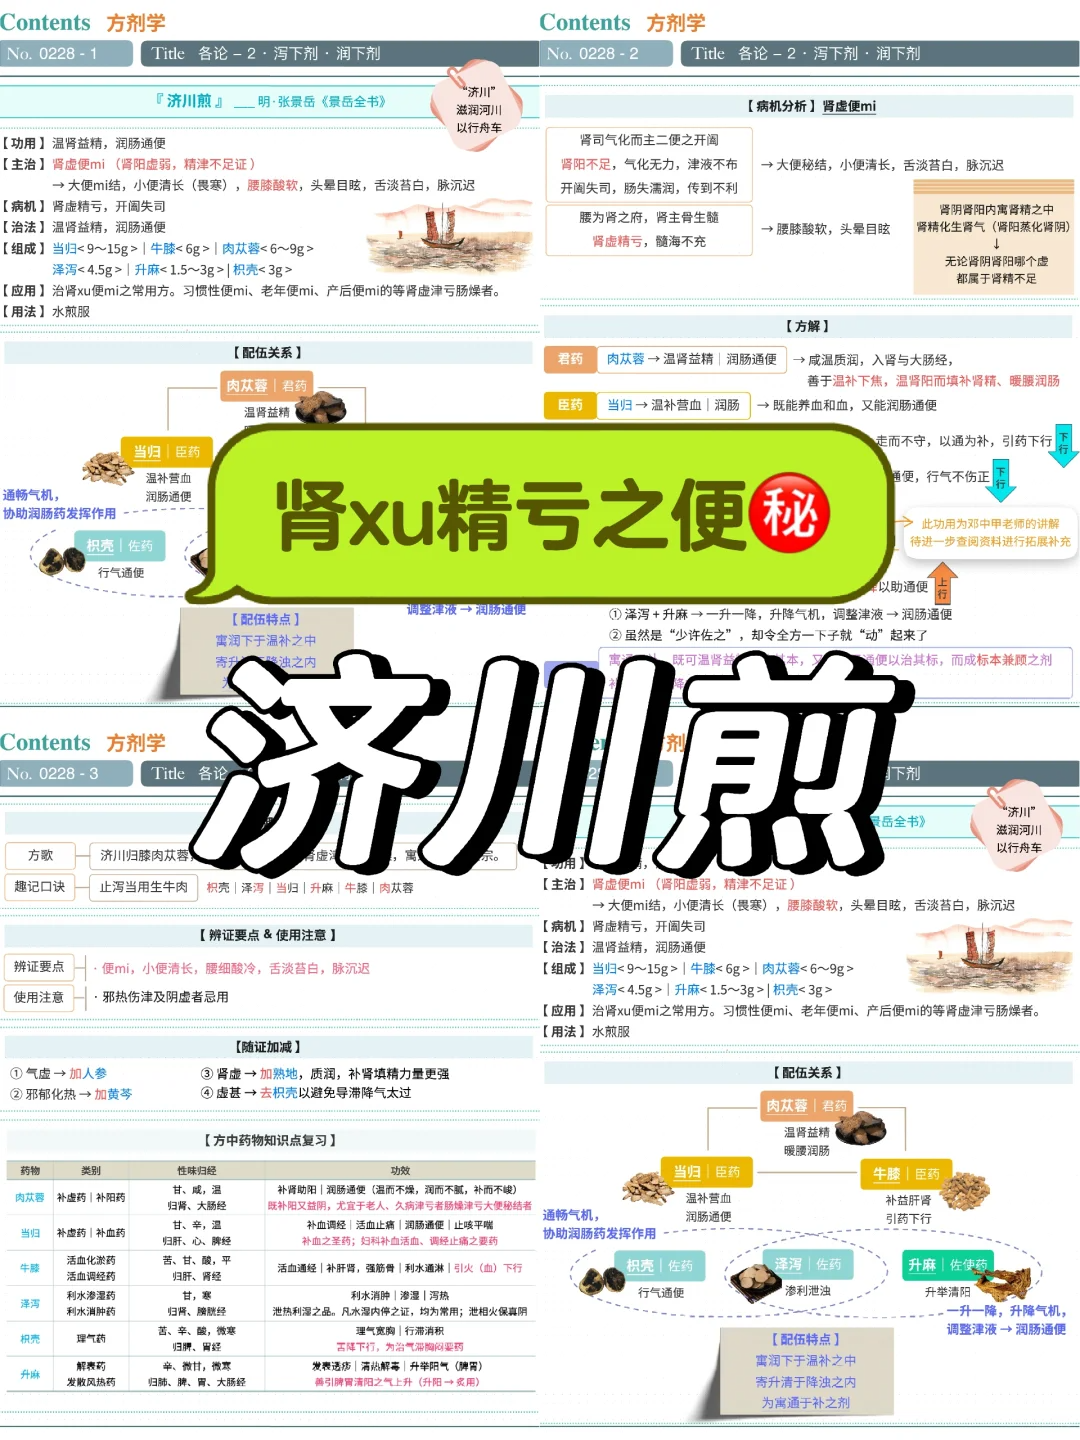 Contents 方剂学
No. 0228 - 1
Title 各论 – 2 · 泻下剂 · 润下剂
『 济川煎 』 ___ 明·张景岳《景岳全书》
“济川”
滋润河川
以行舟车
【 功用 】 温肾益精，润肠通便
【 主治 】 肾虚便mi （肾阳虚弱，精津不足证 ）
→ 大便mi结，小便清长（畏寒），腰膝酸软，头晕目眩，舌淡苔白，脉沉迟
【 病机 】 肾虚精亏，开阖失司
【 治法 】 温肾益精，润肠通便
【 组成 】 当归< 9～15g >｜牛膝< 6g >｜肉苁蓉< 6～9g >
泽泻< 4.5g >｜升麻< 1.5～3g >｜枳壳< 3g >
【 应用 】 治肾xu便mi之常用方。习惯性便mi、老年便mi、产后便mi的等肾虚津亏肠燥者。
【 用法 】 水煎服
【 配伍关系 】
肉苁蓉｜君药
温肾益精
当归｜臣药
温补营血
润肠通便
通畅气机，
协助润肠药发挥作用
枳壳｜佐药
行气通便
调整津液 → 润肠通便
【 配伍特点 】
寓润下于温补之中
Contents 方剂学
No. 0228 - 2
Title 各论 – 2 · 泻下剂 · 润下剂
【 病机分析 】 肾虚便mi
肾司气化而主二便之开阖
肾阳不足，气化无力，津液不布
开阖失司，肠失濡润，传到不利
→ 大便秘结，小便清长，舌淡苔白，脉沉迟
腰为肾之府，肾主骨生髓
肾虚精亏，髓海不充
→ 腰膝酸软，头晕目眩
肾阴肾阳内寓肾精之中
肾精化生肾气（肾阳蒸化肾阴）
↓
无论肾阴肾阳哪个虚
都属于肾精不足
【 方解 】
君药 肉苁蓉 → 温肾益精｜润肠通便 → 咸温质润，入肾与大肠经，
善于温补下焦，温肾阳而填补肾精、暖腰润肠
臣药 当归 → 温补营血｜润肠 → 既能养血和血，又能润肠通便
走而不守，以通为补，引药下行
下行
通便，行气不伤正
下行
此功用为邓中甲老师的讲解
待进一步查阅资料进行拓展补充
以助通便
上行
① 泽泻 + 升麻 → 一升一降，升降气机，调整津液 → 润肠通便
② 虽然是“少许佐之”，却令全方一下子就“动”起来了
而成标本兼顾之剂
肾xu精亏之便㊙
济川煎
Contents 方剂学
No. 0228 - 3
Title 各论
方歌 济川归膝肉苁蓉，
趣记口诀 止泻当用生牛肉 枳壳｜泽泻｜当归｜升麻｜牛膝｜肉苁蓉
【 辨证要点 & 使用注意 】
辨证要点 · 便mi，小便清长，腰细酸冷，舌淡苔白，脉沉迟
使用注意 · 邪热伤津及阴虚者忌用
【随证加减 】
① 气虚 → 加人参 ③ 肾虚 → 加熟地，质润，补肾填精力量更强
② 邪郁化热 → 加黄芩 ④ 虚甚 → 去枳壳以避免导滞降气太过
【 方中药物知识点复习 】
药物 类别 性味归经 功效
肉苁蓉 补虚药｜补阳药 甘、咸，温 归肾、大肠经 补肾助阳｜润肠通便（温而不燥，润而不腻，补而不峻）
既补阳又益阴，尤宜于老人、久病津亏者肠燥津亏大便秘结者
当归 补虚药｜补血药 甘、辛，温 归肝、心、脾经 补血调经｜活血止痛｜润肠通便｜止咳平喘
补血之圣药；妇科补血活血、调经止痛之要药
牛膝 活血化淤药 活血调经药 苦、甘、酸，平 归肝、肾经 活血通经｜补肝肾，强筋骨｜利水通淋｜引火（血）下行
泽泻 利水渗湿药 利水消肿药 甘，寒 归肾、膀胱经 利水消肿｜渗湿｜泻热
泄热利湿之品。凡水湿内停之证，均为常用；泄相火保真阴
枳壳 理气药 苦、辛、酸，微寒 归脾、胃经 理气宽胸｜行滞消积
苦降下行，为治气滞胸闷要药
升麻 解表药 发散风热药 辛、微甘，微寒 归肺、脾、胃、大肠经 发表透疹｜清热解毒｜升举阳气（脾胃）
善引脾胃清阳之气上升（升阳 → 炙用）
“济川”
滋润河川
以行舟车
【 主治 】 肾虚便mi （肾阳虚弱，精津不足证 ）
→ 大便mi结，小便清长（畏寒），腰膝酸软，头晕目眩，舌淡苔白，脉沉迟
【 病机 】 肾虚精亏，开阖失司
【 治法 】 温肾益精，润肠通便
【 组成 】 当归< 9～15g >｜牛膝< 6g >｜肉苁蓉< 6～9g >
泽泻< 4.5g >｜升麻< 1.5～3g >｜枳壳< 3g >
【 应用 】 治肾xu便mi之常用方。习惯性便mi、老年便mi、产后便mi的等肾虚津亏肠燥者。
【 用法 】 水煎服
【 配伍关系 】
肉苁蓉｜君药
温肾益精
暖腰润肠
当归｜臣药
温补营血
润肠通便
牛膝｜臣药
补益肝肾
引药下行
通畅气机，
协助润肠药发挥作用
枳壳｜佐药
行气通便
泽泻｜佐药
渗利泄浊
升麻｜佐使药
升举清阳
一升一降，升降气机，
调整津液 → 润肠通便
【 配伍特点 】
寓润下于温补之中
寄升清于降浊之内
为寓通于补之剂